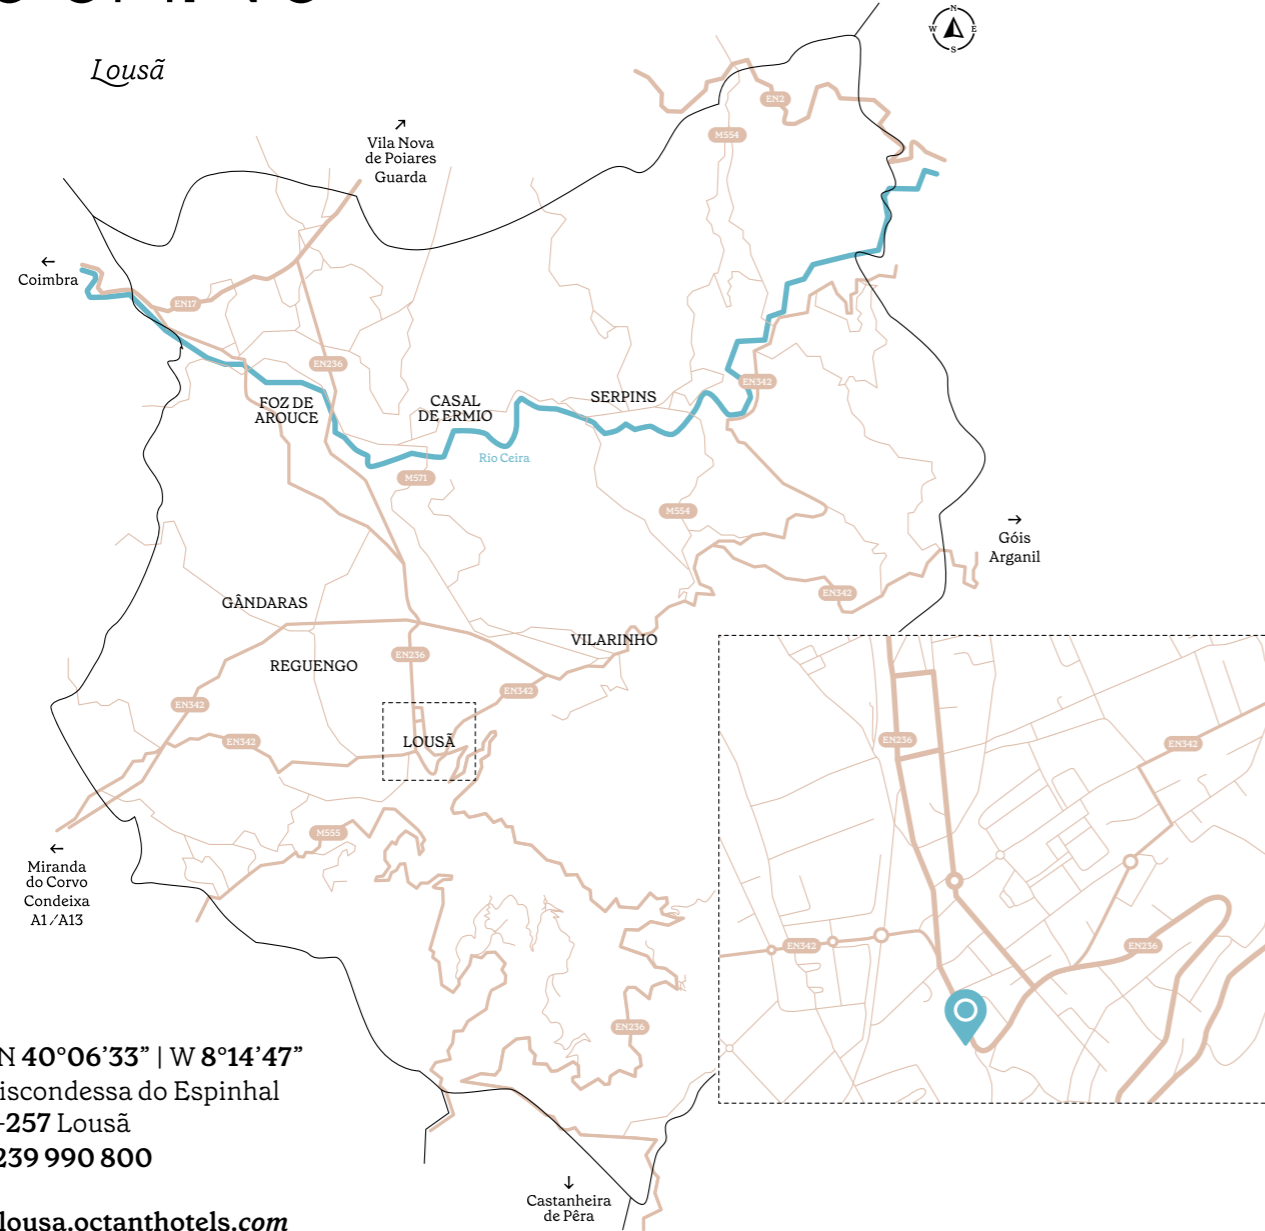 Lousã
N
W E
S
↗
Vila Nova
de Poiares
Guarda
EN2
M554
←
Coimbra
EN17
EN236
FOZ DE
AROUCE
CASAL
DE ERMIO
SERPINS
EN342
Rio Ceira
M571
M554
→
Góis
Arganil
EN342
GÂNDARAS
VILARINHO
REGUENGO
EN236
EN342
EN342
EN342
LOUSÃ
EN236
EN342
M555
←
Miranda
do Corvo
Condeixa
A1/A13
EN342
EN236
EN236
N 40°06’33” | W 8°14’47”
iscondessa do Espinhal
-257 Lousã
239 990 800
lousa.octanthotels.com
↓
Castanheira
de Pêra